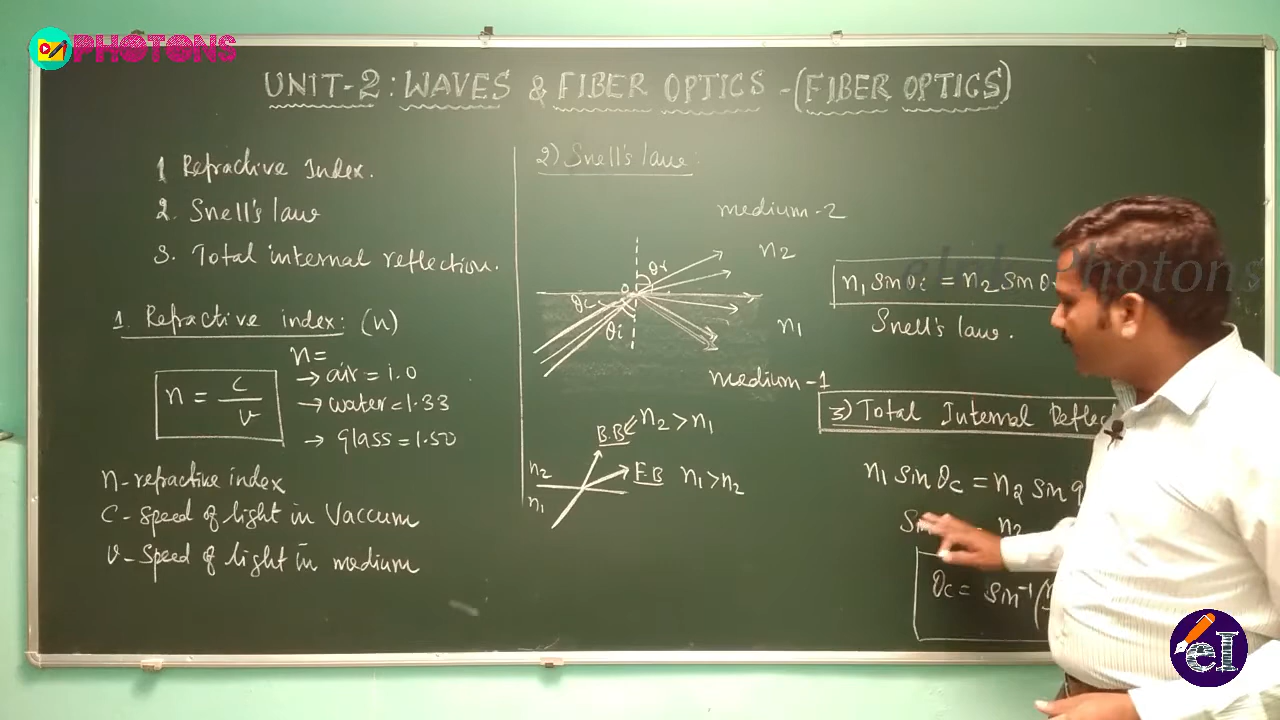 PHOTONS
UNIT-2: WAVES & FIBER OPTICS -(FIBER OPTICS)
1 Refractive Index.
2. Snell's law
3. Total internal reflection.
1. Refractive index: (n)
n = c/v
n=
→ air = 1.0
→ water = 1.33
→ glass = 1.50
n - refractive index
C - Speed of light in Vaccum
v - Speed of light in medium
2) Snell's law:
medium-2
n2
θr
θc
θi
n1
medium-1
B.B
n2 > n1
n2
n1
F.B
n1 > n2
n1 sin θi = n2 sin θ
Photons
Snell's law.
3) Total Internal Reflec
n1 sin θc = n2 sin 9
= n2
θc = sin⁻¹(n
eI